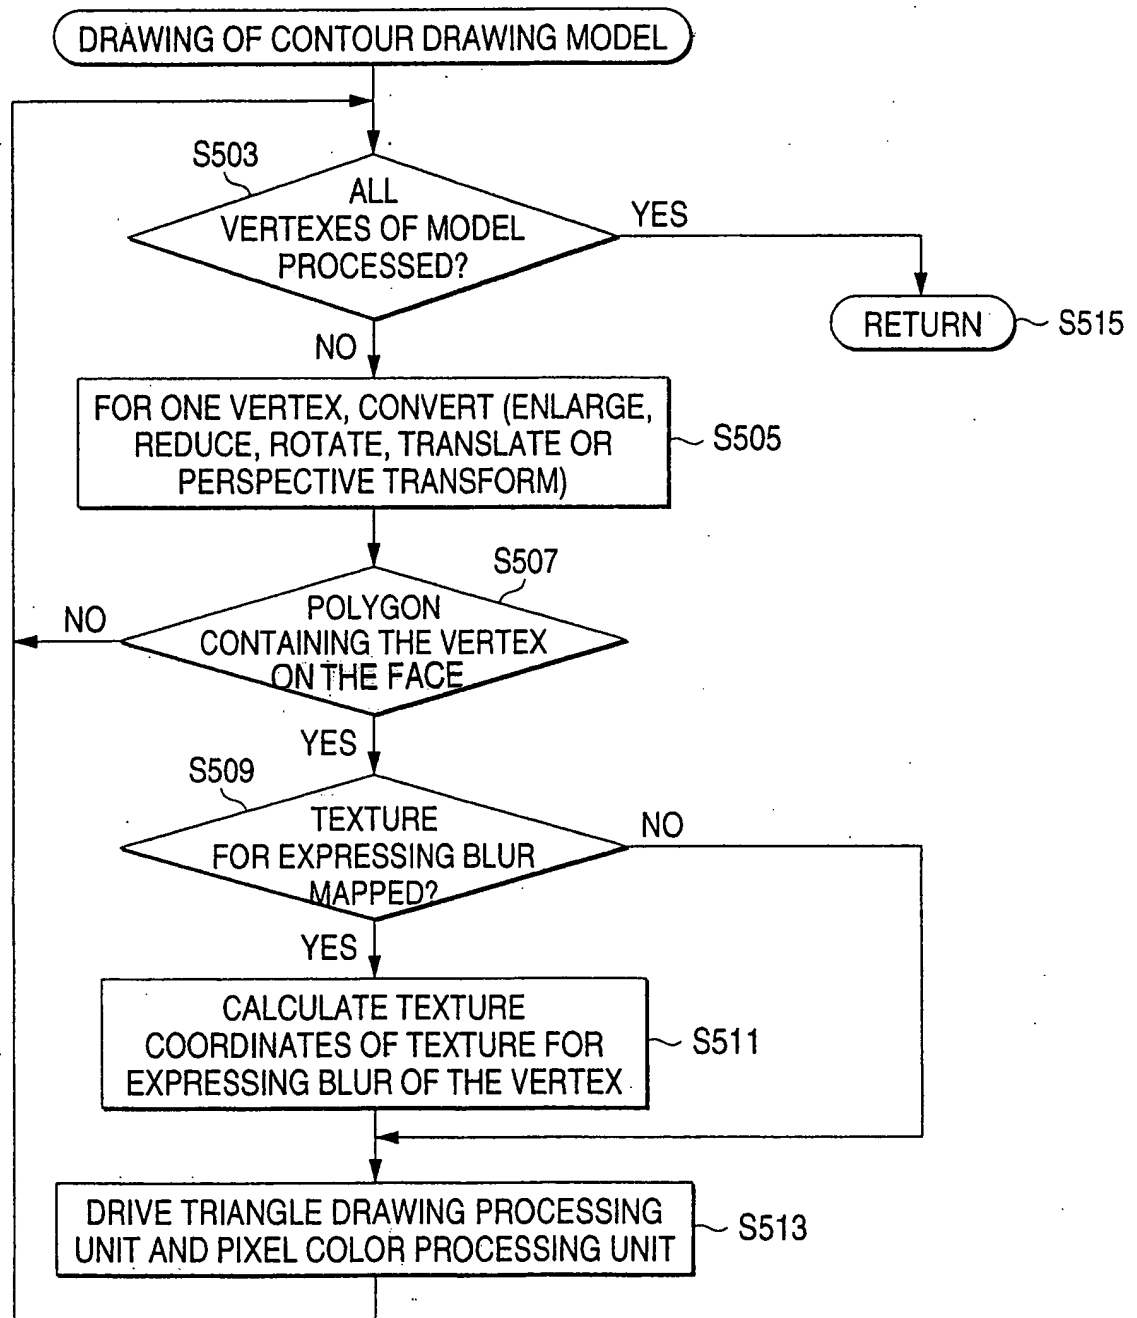 DRAWING OF CONTOUR DRAWING MODEL
S503
ALL
VERTEXES OF MODEL
PROCESSED?
YES
RETURN
S515
NO
FOR ONE VERTEX, CONVERT (ENLARGE,
REDUCE, ROTATE, TRANSLATE OR
PERSPECTIVE TRANSFORM)
S505
S507
POLYGON
CONTAINING THE VERTEX
ON THE FACE
NO
YES
S509
TEXTURE
FOR EXPRESSING BLUR
MAPPED?
NO
YES
CALCULATE TEXTURE
COORDINATES OF TEXTURE FOR
EXPRESSING BLUR OF THE VERTEX
S511
DRIVE TRIANGLE DRAWING PROCESSING
UNIT AND PIXEL COLOR PROCESSING UNIT
S513